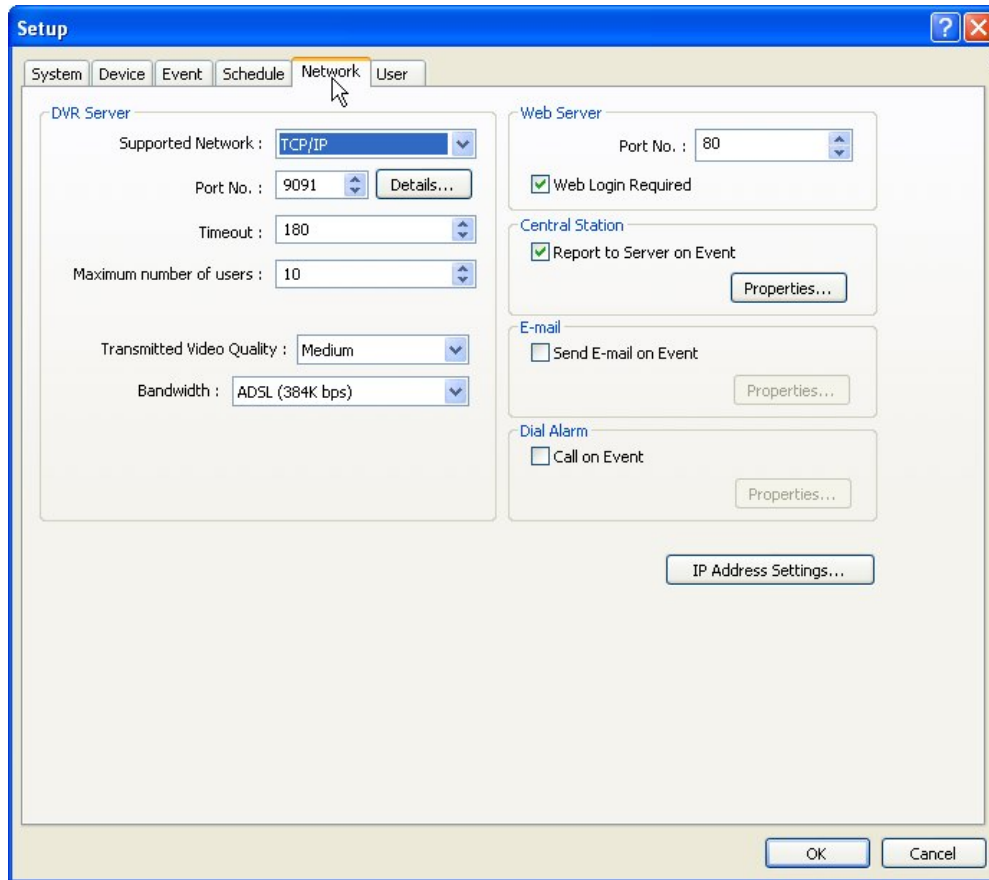 Setup
System Device Event Schedule Network User
DVR Server
Supported Network : TCP/IP
Port No. : 9091 Details...
Timeout : 180
Maximum number of users : 10
Transmitted Video Quality : Medium
Bandwidth : ADSL (384K bps)
Web Server
Port No. : 80
Web Login Required
Central Station
Report to Server on Event
Properties...
E-mail
Send E-mail on Event
Properties...
Dial Alarm
Call on Event
Properties...
IP Address Settings...
OK Cancel